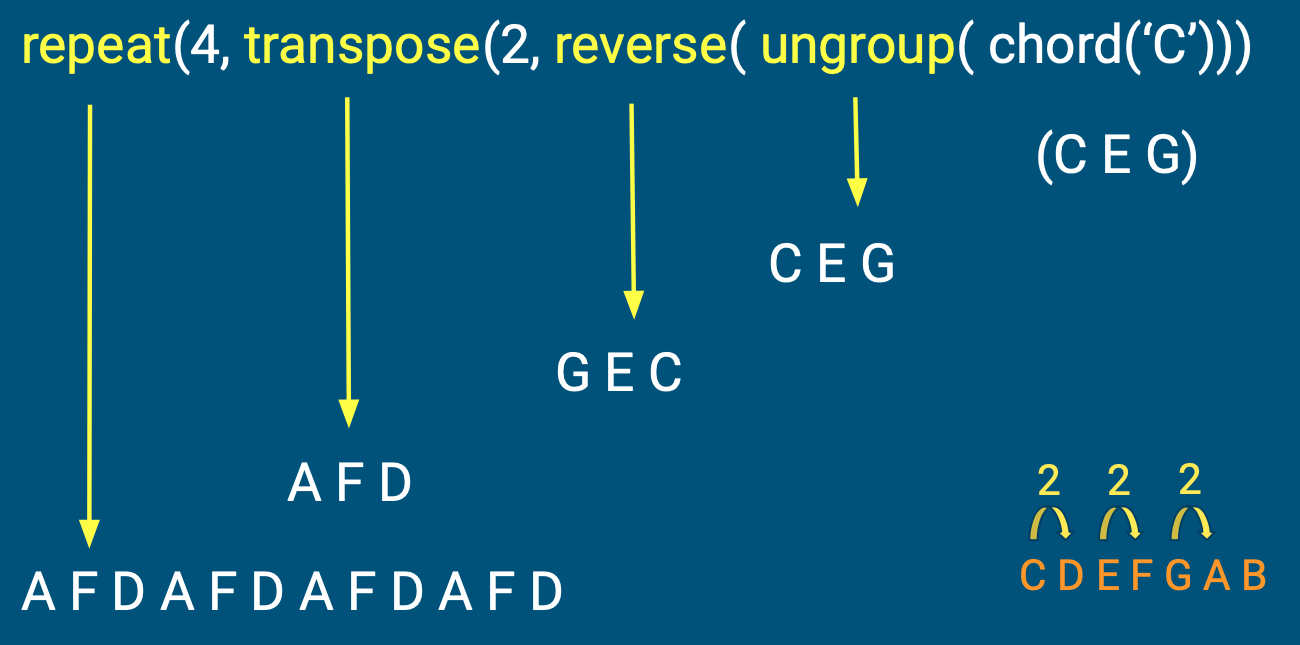 repeat(4, transpose(2, reverse( ungroup( chord(‘C’)))
(C E G)
C E G
G E C
A F D
2 2 2
C D E F G A B
A F D A F D A F D A F D